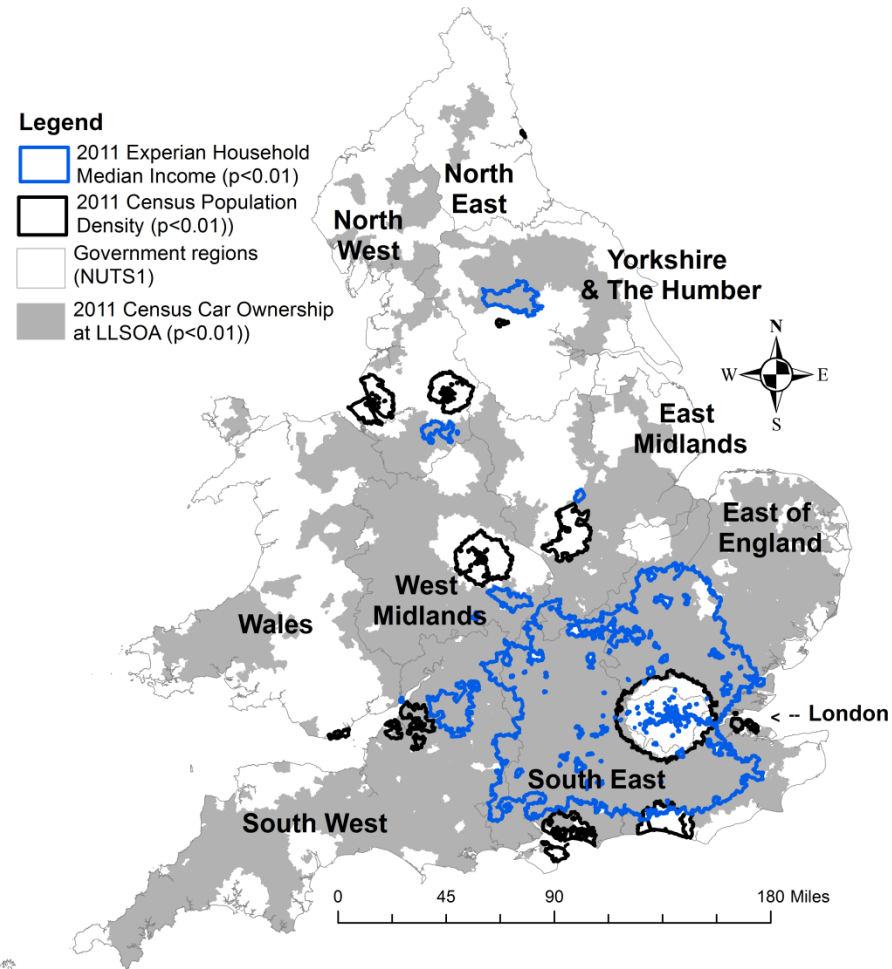 Legend
2011 Experian Household
Median Income (p<0.01)
2011 Census Population
Density (p<0.01))
Government regions
(NUTS1)
2011 Census Car Ownership
at LLSOA (p<0.01))
North
East
North
West
Yorkshire
& The Humber
N
W
E
S
East
Midlands
East of
England
West
Midlands
Wales
< -- London
South East
South West
0
45
90
180 Miles